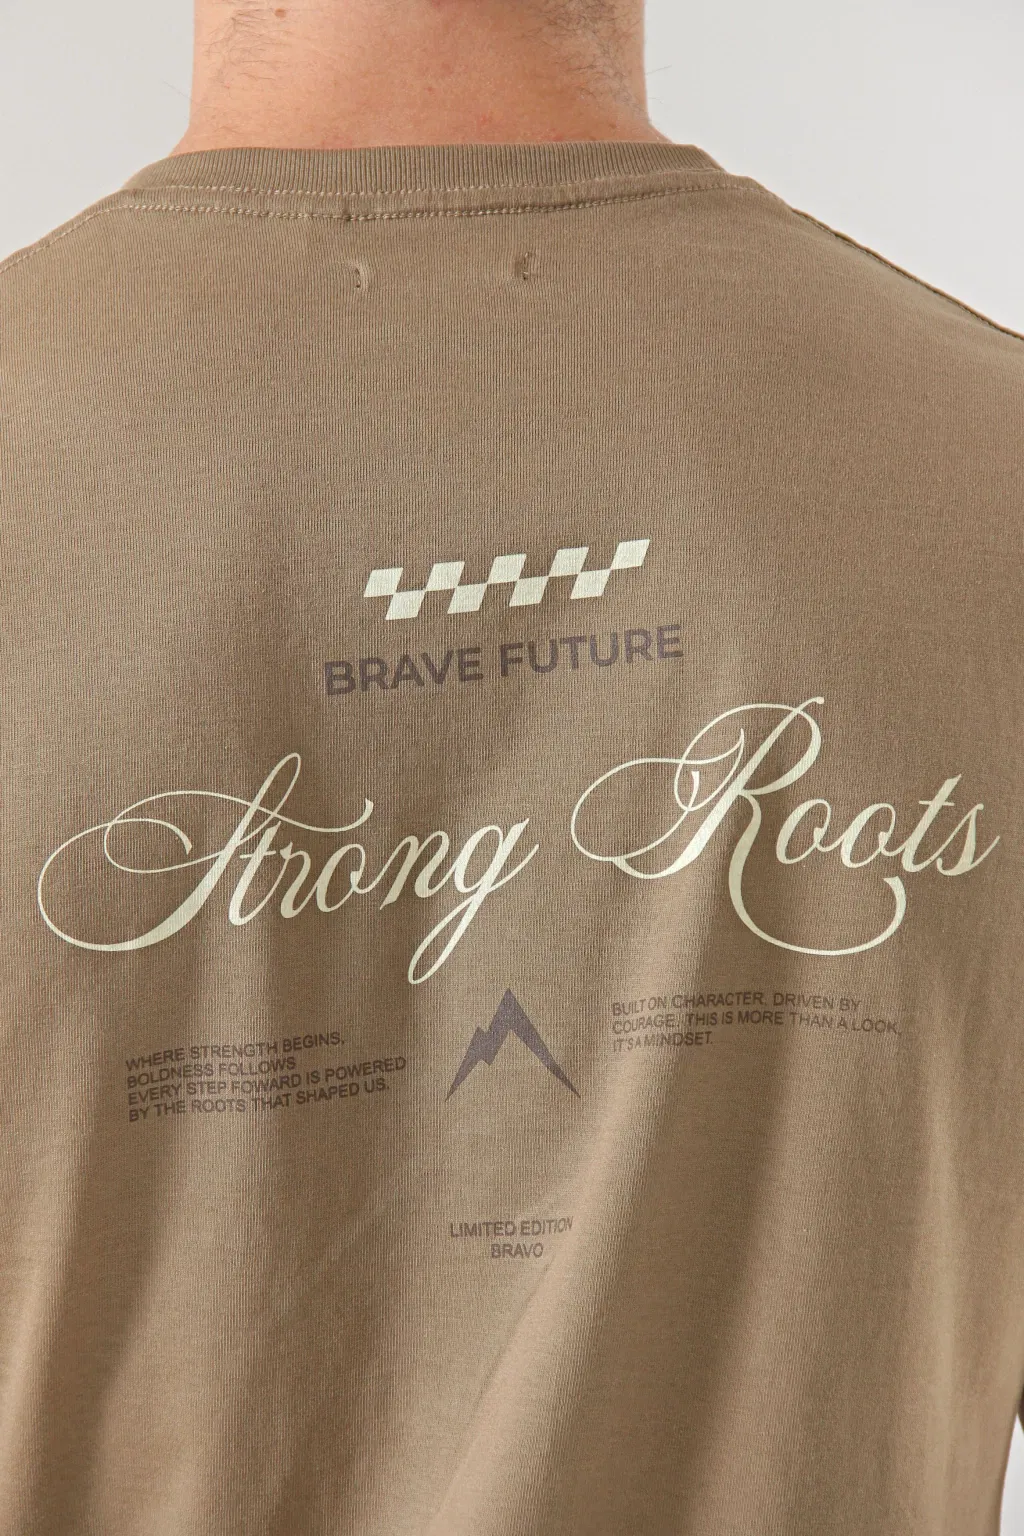 BRAVE FUTURE
Strong Roots
WHERE STRENGTH BEGINS,
BOLDNESS FOLLOWS
EVERY STEP FOWARD IS POWERED
BY THE ROOTS THAT SHAPED US.
BUILT ON CHARACTER, DRIVEN BY
COURAGE, THIS IS MORE THAN A LOOK,
IT'S A MINDSET.
LIMITED EDITION
BRAVO